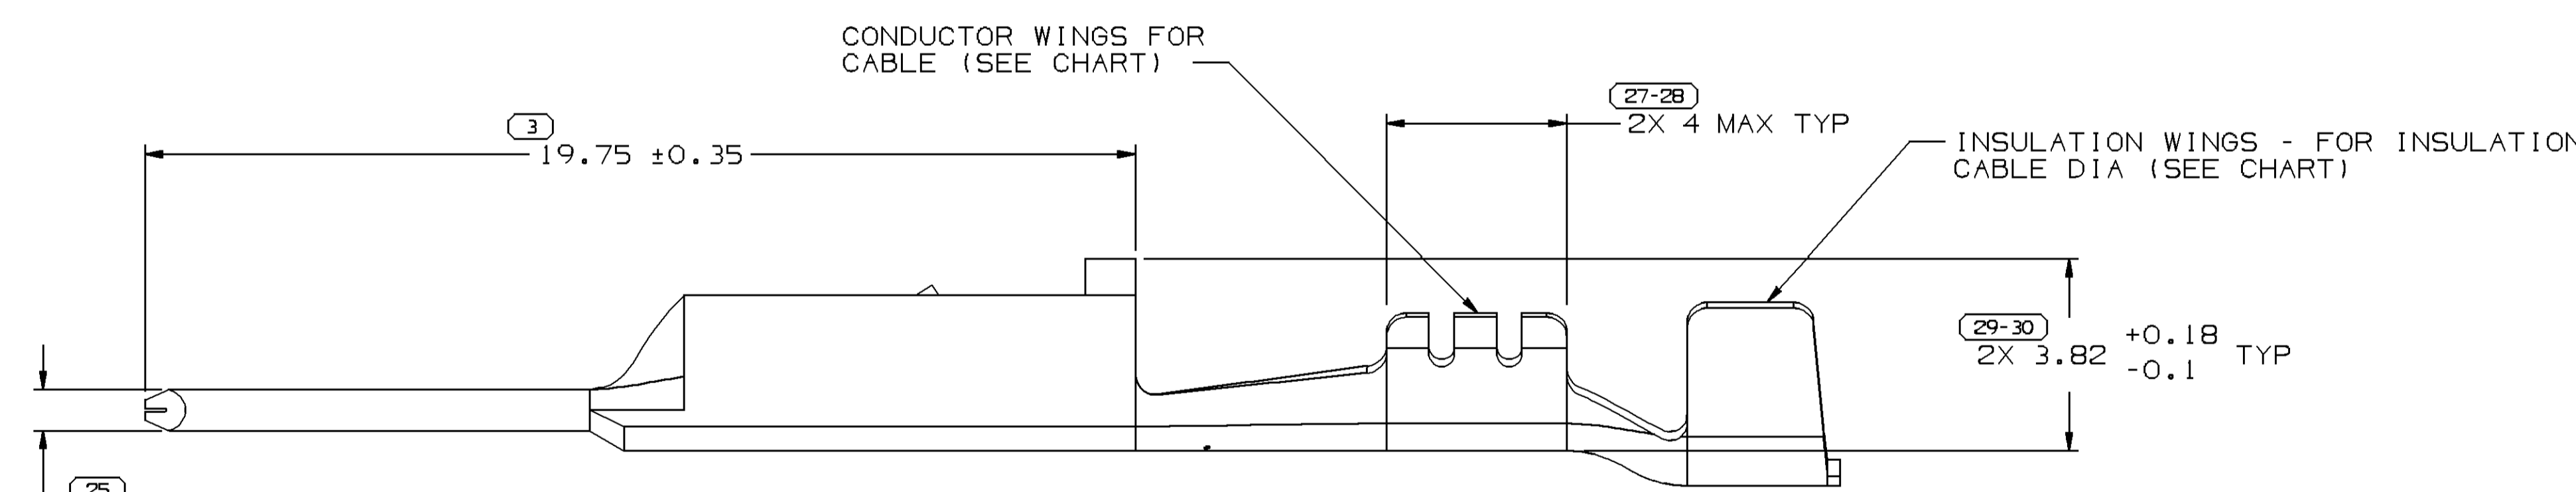 CONDUCTOR WINGS FOR
CABLE (SEE CHART)
27-28
2X 4 MAX TYP
3
19.75 ±0.35
INSULATION WINGS - FOR INSULATION
CABLE DIA (SEE CHART)
29-30
2X 3.82 +0.18 -0.1 TYP
25